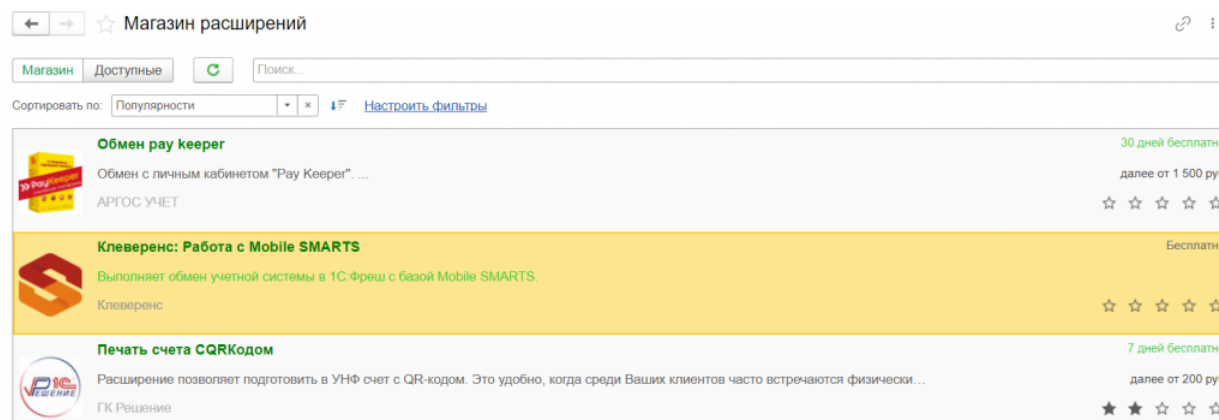 Магазин расширений
Магазин Доступные Поиск...
Сортировать по: Популярности Настроить фильтры
Обмен pay keeper 30 дней бесплатн
PayKeeper
Обмен с личным кабинетом "Pay Keeper". ... далее от 1 500 ру
АРГОС УЧЕТ
Клеверенс: Работа с Mobile SMARTS Бесплатн
Выполняет обмен учетной системы в 1С:Фреш с базой Mobile SMARTS.
Клеверенс
Печать счета CQRКодом 7 дней бесплатн
1С
РЕШЕНИЕ
Расширение позволяет подготовить в УНФ счет с QR-кодом. Это удобно, когда среди Ваших клиентов часто встречаются физически... далее от 200 ру
ГК Решение